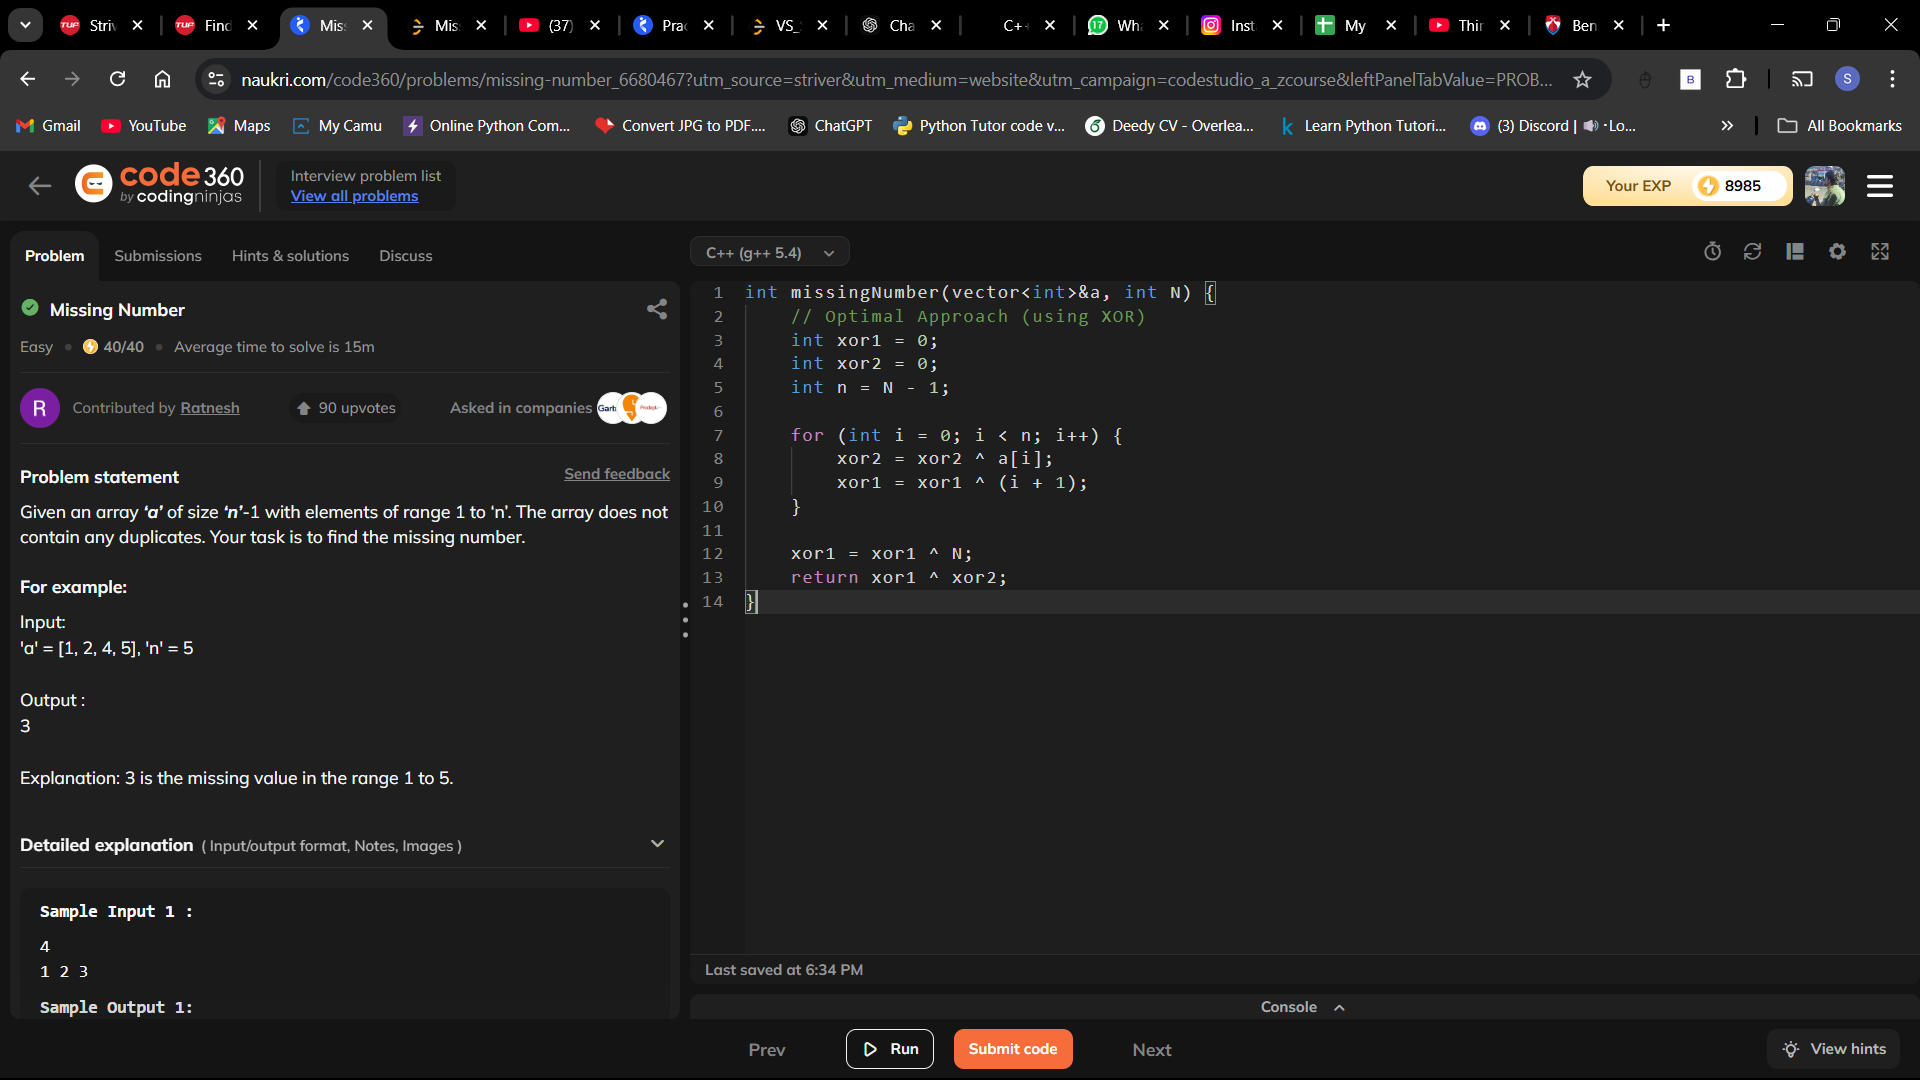 Striv
Find
Miss
Miss
(37)
Prac
VS_
Cha
C++
Wha
Inst
My
Thir
Ben
naukri.com/code360/problems/missing-number_6680467?utm_source=striver&utm_medium=website&utm_campaign=codestudio_a_zcourse&leftPanelTabValue=PROB...
B
S
Gmail
YouTube
Maps
My Camu
Online Python Com...
Convert JPG to PDF....
ChatGPT
Python Tutor code v...
Deedy CV - Overlea...
Learn Python Tutori...
(3) Discord | 🔊・Lo...
»
All Bookmarks
code 360
by codingninjas
Interview problem list
View all problems
Your EXP
8985
Problem
Submissions
Hints & solutions
Discuss
C++ (g++ 5.4)
Missing Number
Easy • 40/40 • Average time to solve is 15m
R
Contributed by Ratnesh
90 upvotes
Asked in companies
Problem statement
Send feedback
Given an array ‘a’ of size ‘n’-1 with elements of range 1 to ‘n’. The array does not
contain any duplicates. Your task is to find the missing number.
For example:
Input:
'a' = [1, 2, 4, 5], 'n' = 5
Output :
3
Explanation: 3 is the missing value in the range 1 to 5.
Detailed explanation ( Input/output format, Notes, Images )
Sample Input 1 :
4
1 2 3
Sample Output 1:
1 int missingNumber(vector<int>&a, int N) {
2 // Optimal Approach (using XOR)
3 int xor1 = 0;
4 int xor2 = 0;
5 int n = N - 1;
6
7 for (int i = 0; i < n; i++) {
8 xor2 = xor2 ^ a[i];
9 xor1 = xor1 ^ (i + 1);
10 }
11
12 xor1 = xor1 ^ N;
13 return xor1 ^ xor2;
14 }
Last saved at 6:34 PM
Console
Prev
Run
Submit code
Next
View hints